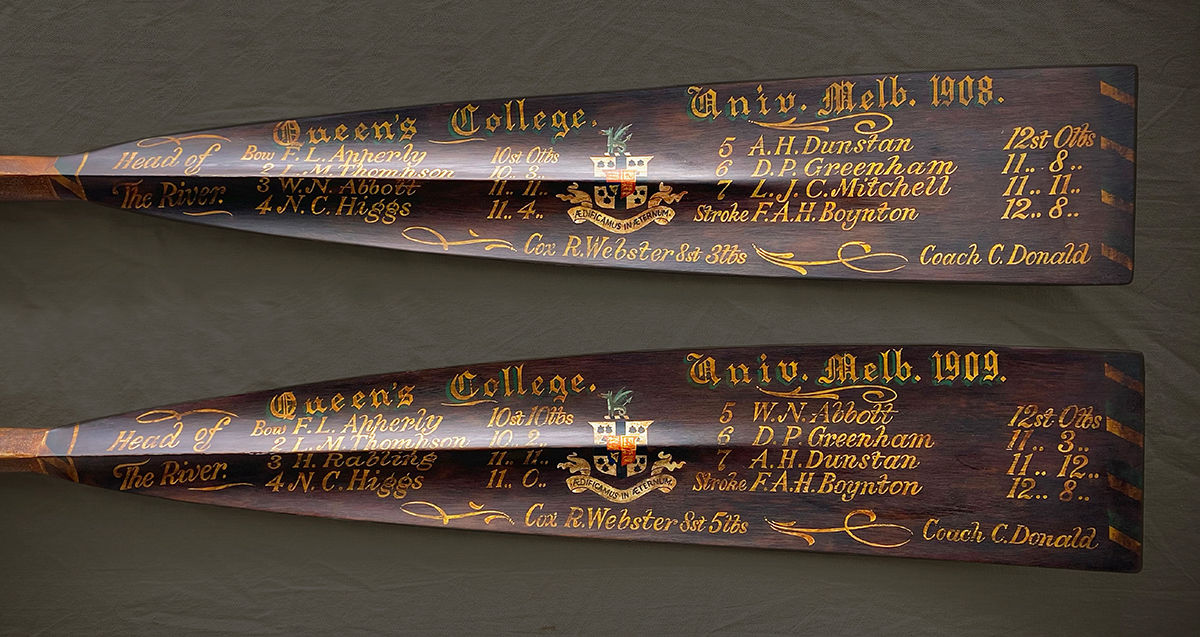 Queen's College. Univ. Melb. 1908.
Head of
The River.
Bow F. L. Apperly 10st 0lbs
2 L. M. Thomhson 10.. 3..
3 W. N. Abbott 11.. 11..
4 N. C. Higgs 11.. 4..
ÆDIFICAMUS IN ÆTERNUM
5 A. H. Dunstan 12st 0lbs
6 D. P. Greenham 11.. 8..
7 L. J. C. Mitchell 11.. 11..
Stroke F. A. H. Boynton 12.. 8..
Cox R. Webster 8st 3lbs Coach C. Donald
Queen's College. Univ. Melb. 1909.
Head of
The River.
Bow F. L. Apperly 10st 10lbs
2 L. M. Thomhson 10.. 2..
3 H. Rabling 11.. 11..
4 N. C. Higgs 11.. 0..
ÆDIFICAMUS IN ÆTERNUM
5 W. N. Abbott 12st 0lbs
6 D. P. Greenham 11.. 3..
7 A. H. Dunstan 11.. 12..
Stroke F. A. H. Boynton 12.. 8..
Cox R. Webster 8st 5lbs Coach C. Donald